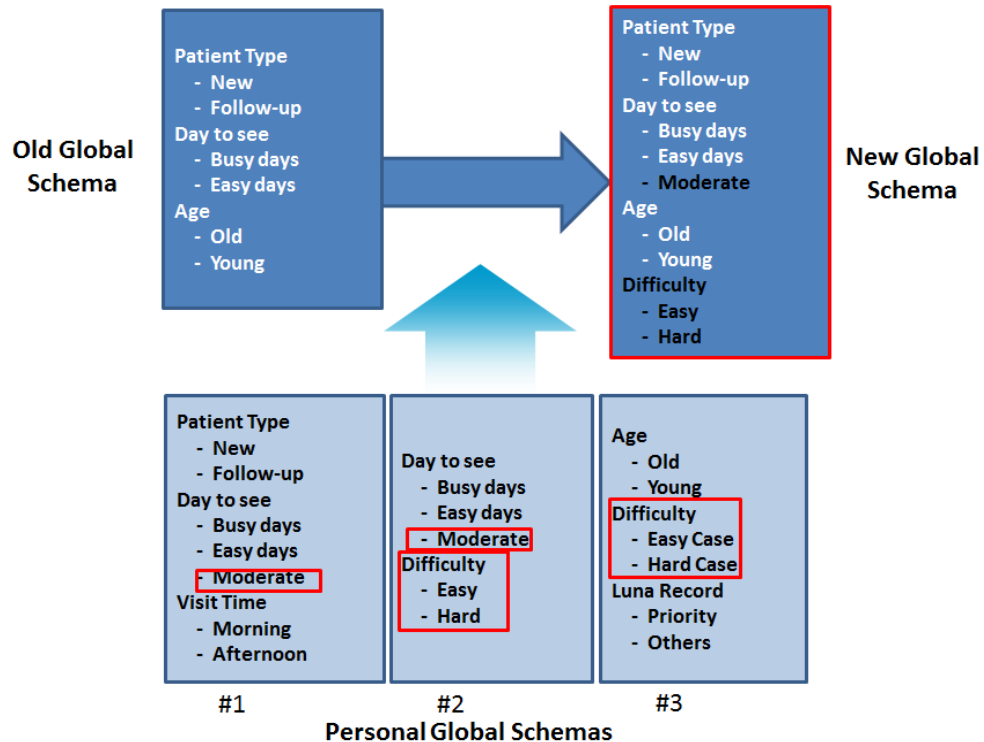 Old Global
Schema
Patient Type
- New
- Follow-up
Day to see
- Busy days
- Easy days
Age
- Old
- Young
Patient Type
- New
- Follow-up
Day to see
- Busy days
- Easy days
- Moderate
Age
- Old
- Young
Difficulty
- Easy
- Hard
New Global
Schema
Patient Type
- New
- Follow-up
Day to see
- Busy days
- Easy days
- Moderate
Visit Time
- Morning
- Afternoon
Day to see
- Busy days
- Easy days
- Moderate
Difficulty
- Easy
- Hard
Age
- Old
- Young
Difficulty
- Easy Case
- Hard Case
Luna Record
- Priority
- Others
#1
#2
#3
Personal Global Schemas